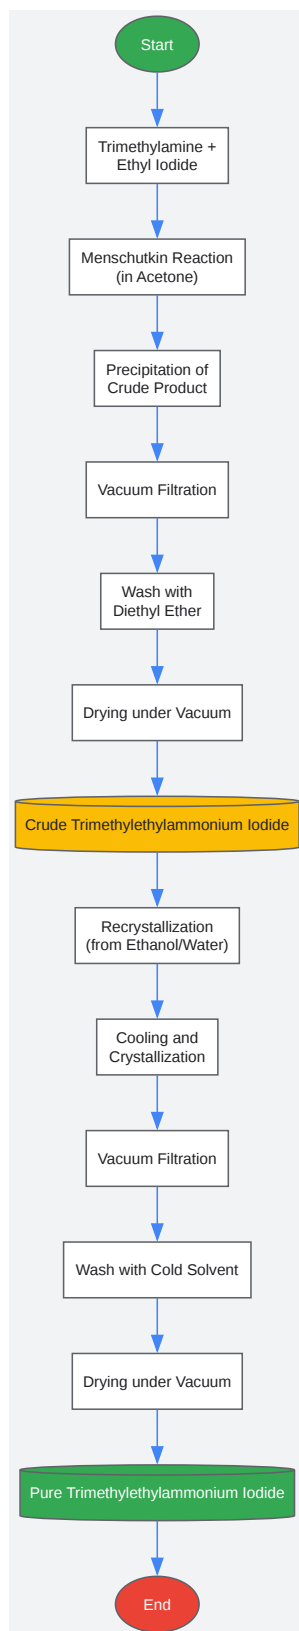 Start
Trimethylamine +
Ethyl Iodide
Menschutkin Reaction
(in Acetone)
Precipitation of
Crude Product
Vacuum Filtration
Wash with
Diethyl Ether
Drying under Vacuum
Crude Trimethylethylammonium Iodide
Recrystallization
(from Ethanol/Water)
Cooling and
Crystallization
Vacuum Filtration
Wash with Cold Solvent
Drying under Vacuum
Pure Trimethylethylammonium Iodide
End